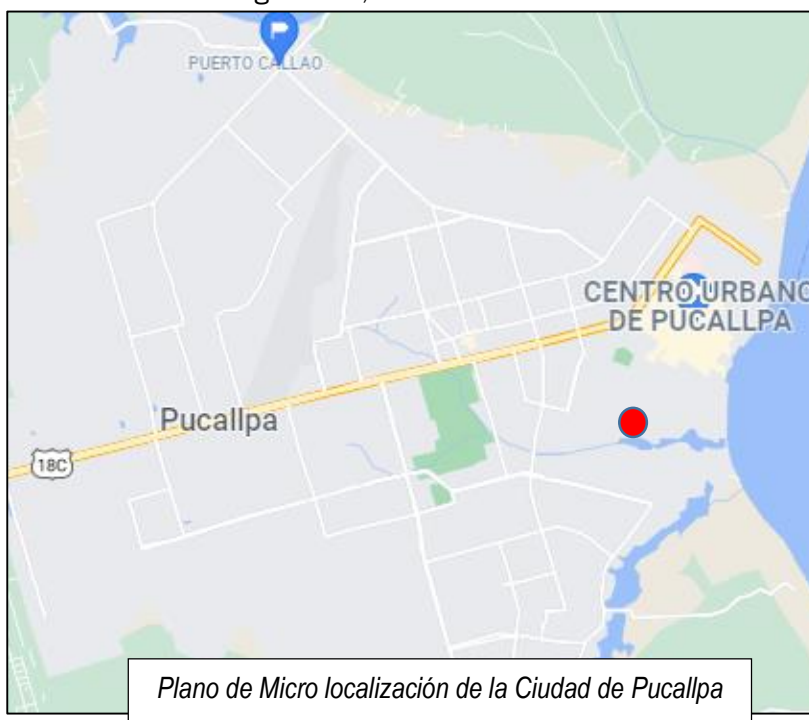 PUERTO CALLAO
CENTRO URBANO
DE PUCALLPA
Pucallpa
18C
Plano de Micro localización de la Ciudad de Pucallpa